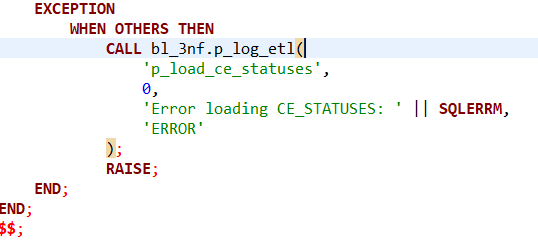 EXCEPTION
WHEN OTHERS THEN
CALL bl_3nf.p_log_etl(
'p_load_ce_statuses',
0,
'Error loading CE_STATUSES: ' || SQLERRM,
'ERROR'
);
RAISE;
END;
END;
$$;